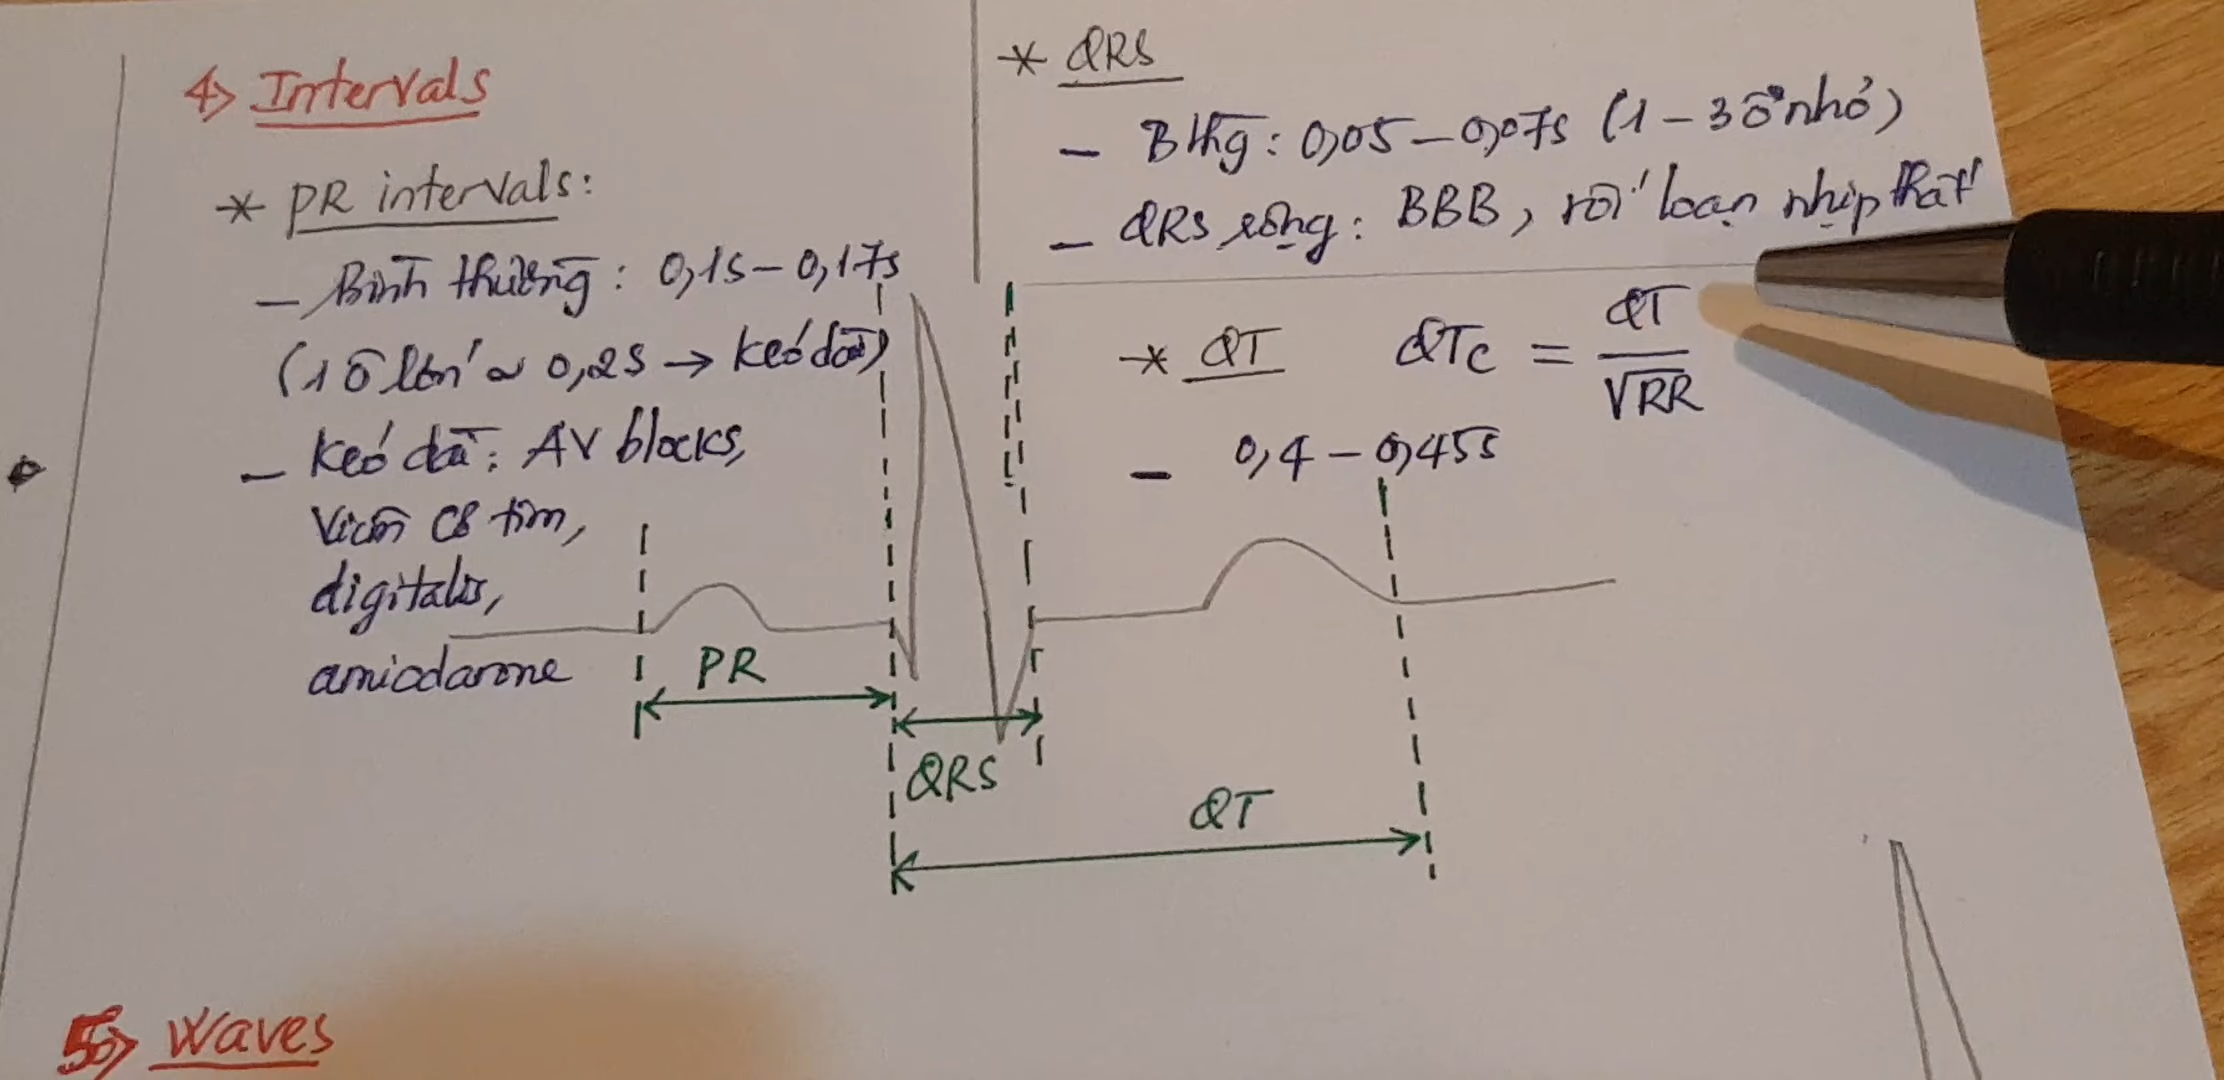 4> Intervals
* PR intervals:
- Bình thường: 0,1s - 0,17s
(1 ô lớn ~ 0,2s → kéo dài)
- kéo dài: AV blocks,
Viêm cơ tim,
digitalis,
amiodarone
* QRS
- Bthg: 0,05 - 0,07s (1 - 3 ô nhỏ)
- QRS rộng: BBB, rối loạn nhịp thất
* QT QTc = QT / √RR
- 0,4 - 0,45s
PR
QRS
QT
5> Waves